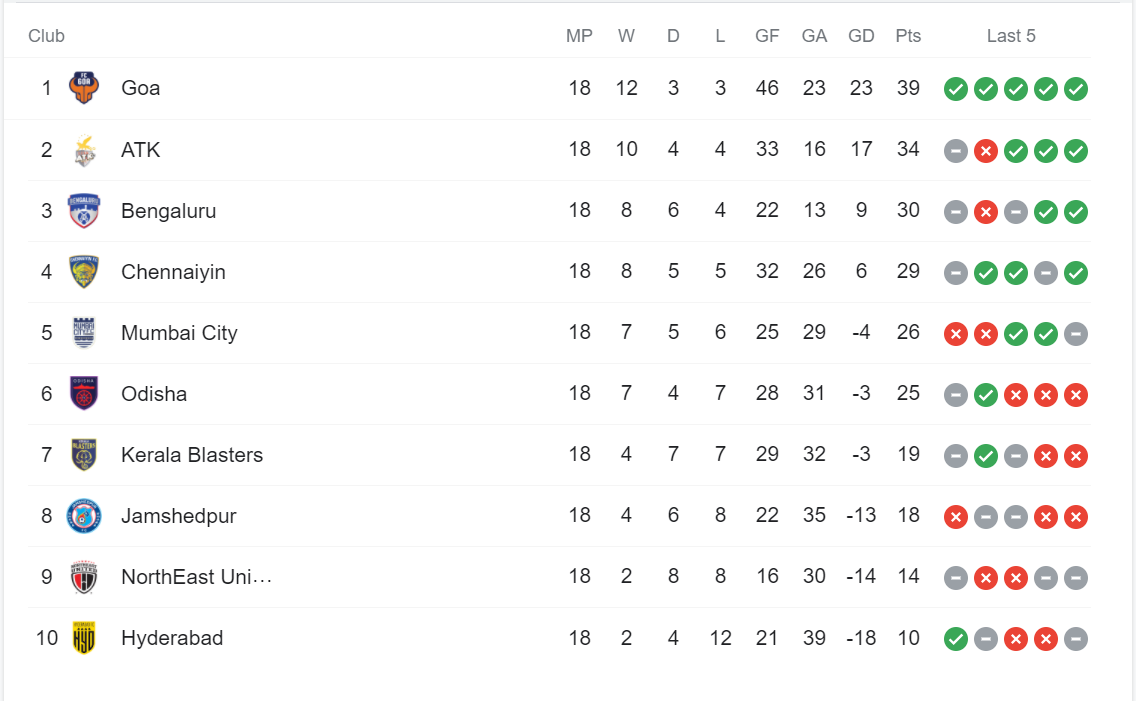 Club MP W D L GF GA GD Pts Last 5
1 Goa 18 12 3 3 46 23 23 39
2 ATK 18 10 4 4 33 16 17 34
3 Bengaluru 18 8 6 4 22 13 9 30
4 Chennaiyin 18 8 5 5 32 26 6 29
5 Mumbai City 18 7 5 6 25 29 -4 26
6 Odisha 18 7 4 7 28 31 -3 25
7 Kerala Blasters 18 4 7 7 29 32 -3 19
8 Jamshedpur 18 4 6 8 22 35 -13 18
9 NorthEast Uni... 18 2 8 8 16 30 -14 14
10 Hyderabad 18 2 4 12 21 39 -18 10